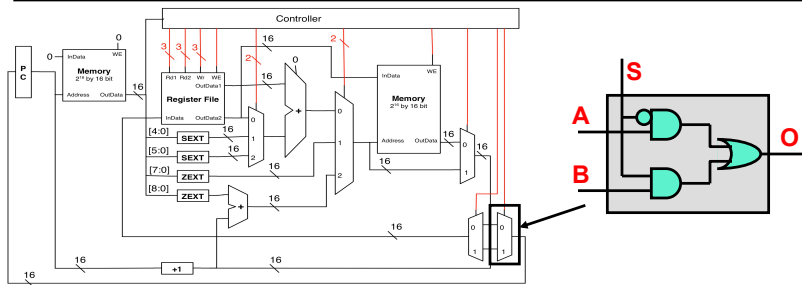 Controller
16
3
3
3
2
16
2
0
0
P
C
InData
WE
Memory
2¹⁶ by 16 bit
Address
OutData
16
Rd1
Rd2
Wr
WE
OutData1
Register File
InData
OutData2
16
0
+
0
1
2
[4:0]
SEXT
16
[5:0]
SEXT
16
[7:0]
ZEXT
16
[8:0]
ZEXT
+
16
0
1
2
InData
WE
Memory
2¹⁶ by 16 bit
Address
OutData
16
16
0
1
16
16
0
1
0
1
16
+1
16
16
S
A
B
O